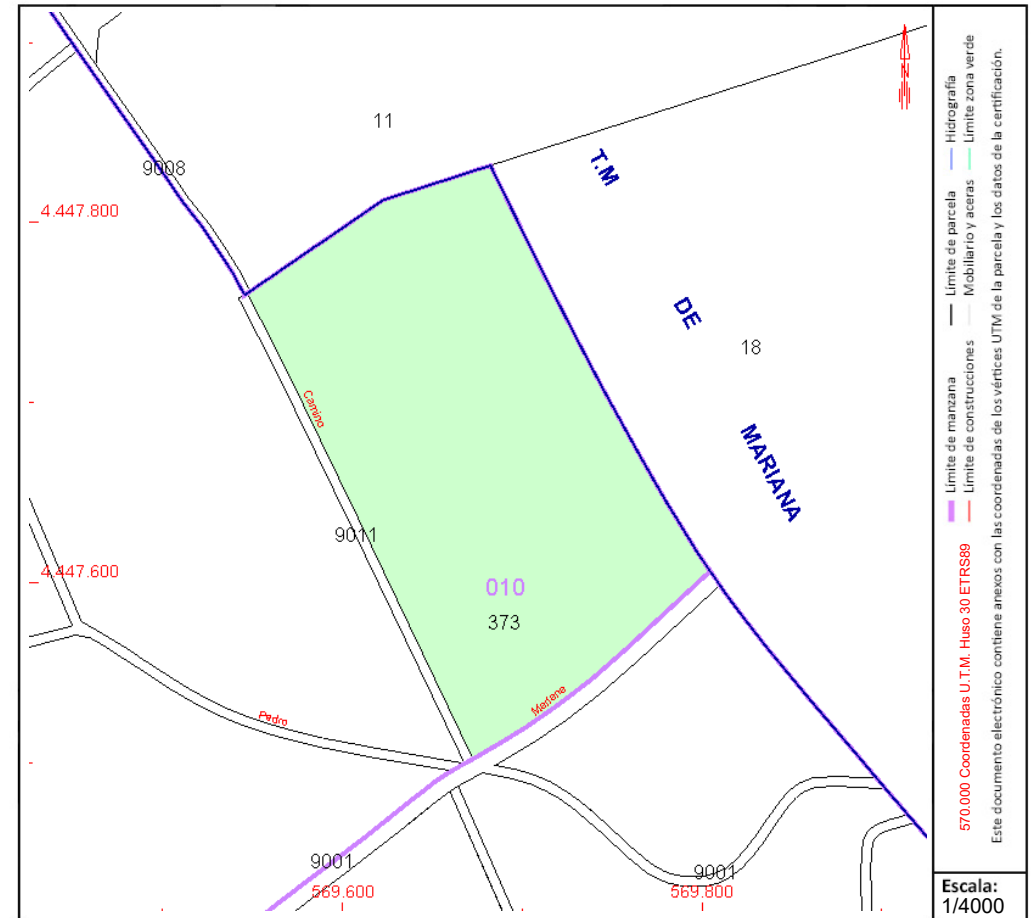 11
9008
T.M
4.447.800
DE
18
Camino
MARIANA
9011
4.447.600
010
373
Merlene
Pedro
9001
9001
569.600
569.800
N
Límite de manzana
Límite de parcela
Hidrografía
570.000 Coordenadas U.T.M. Huso 30 ETRS89
Límite de construcciones
Mobiliario y aceras
Límite zona verde
Este documento electrónico contiene anexos con las coordenadas de los vértices UTM de la parcela y los datos de la certificación.
Escala:
1/4000